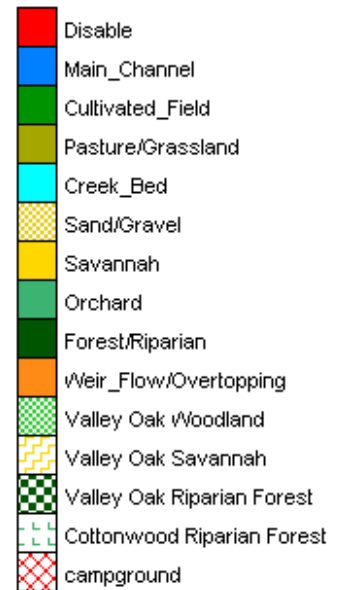 Disable
Main_Channel
Cultivated_Field
Pasture/Grassland
Creek_Bed
Sand/Gravel
Savannah
Orchard
Forest/Riparian
Weir_Flow/Overtopping
Valley Oak Woodland
Valley Oak Savannah
Valley Oak Riparian Forest
Cottonwood Riparian Forest
campground